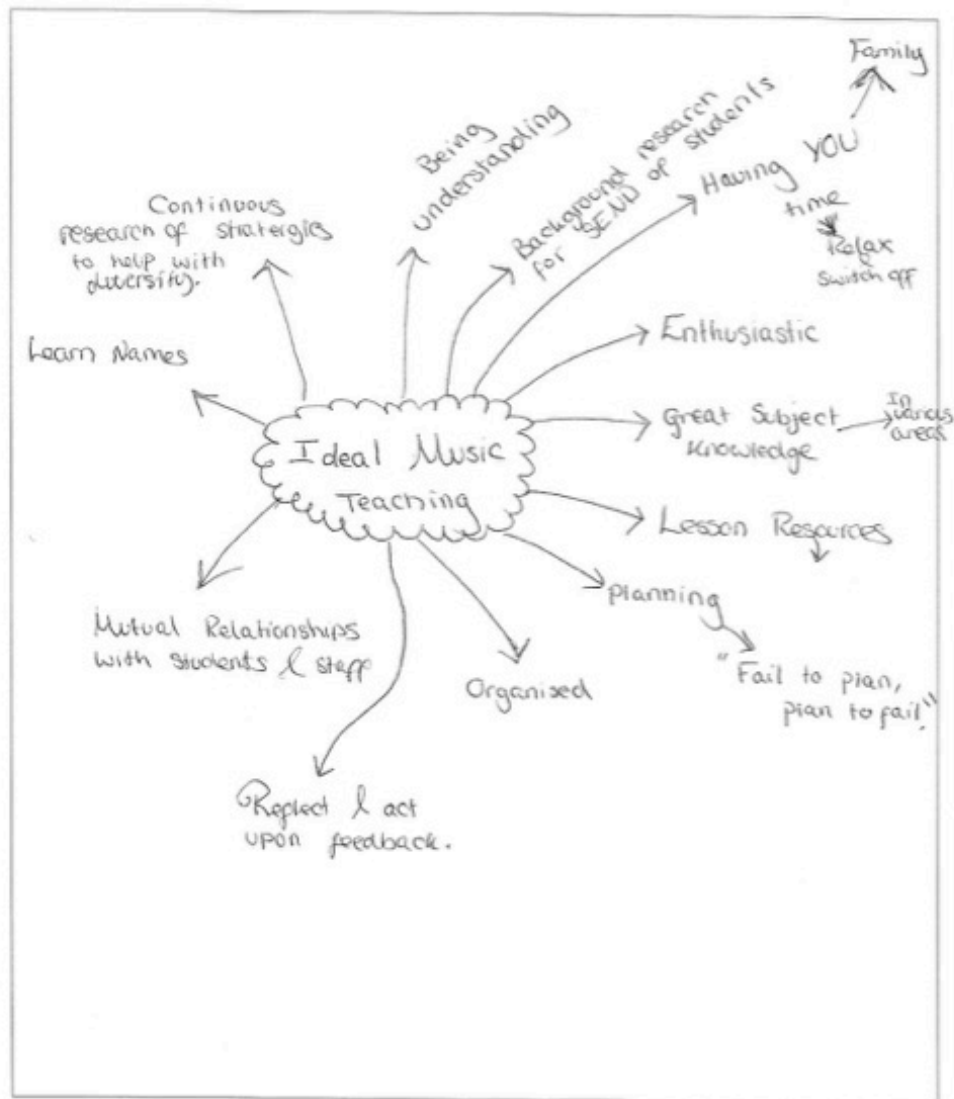 Family
Being
understanding
Background research
for SEND of students
Having YOU
time
Relax
Switch off
Continuous
research of stratergies
to help with
diversity.
Learn Names
Enthusiastic
Great Subject
Knowledge
In
varius
areas
Ideal Music
Teaching
Lesson Resources
Planning
"Fail to plan,
plan to fail."
Mutual Relationships
with students & staff
Organised
Reflect & act
upon feedback.